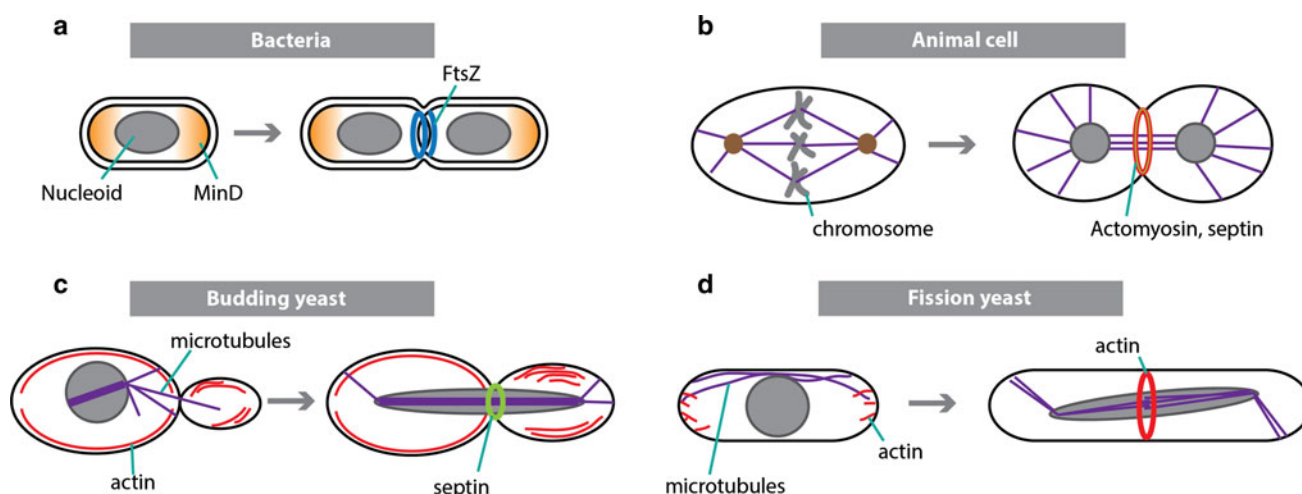 a
Bacteria
FtsZ
Nucleoid
MinD
b
Animal cell
chromosome
Actomyosin, septin
c
Budding yeast
microtubules
actin
septin
d
Fission yeast
actin
actin
microtubules